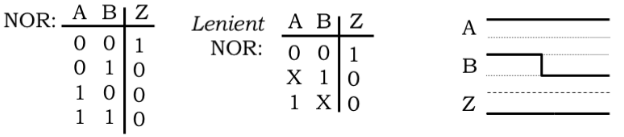 NOR: A B Z
0 0 1
0 1 0
1 0 0
1 1 0
Lenient NOR: A B Z
0 0 1
X 1 0
1 X 0
A
B
Z